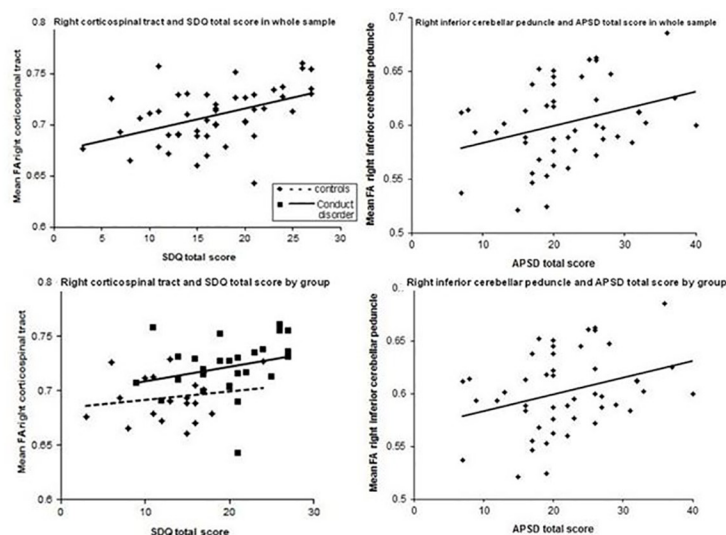 Right corticospinal tract and SDQ total score in whole sample
0.8
0.75
0.7
0.65
0.6
Mean FA right corticospinal tract
0 5 10 15 20 25 30
SDQ total score
controls
Conduct
disorder
Right inferior cerebellar peduncle and APSD total score in whole sample
0.7
0.65
0.6
0.55
0.5
Mean FA right inferior cerebellar peduncle
0 10 20 30 40
APSD total score
Right corticospinal tract and SDQ total score by group
0.8
0.75
0.7
0.65
0.6
Mean FA right corticospinal tract
0 10 20 30
SDQ total score
Right inferior cerebellar peduncle and APSD total score by group
0.7
0.65
0.6
0.55
0.5
Mean FA right inferior cerebellar peduncle
0 10 20 30 40
APSD total score